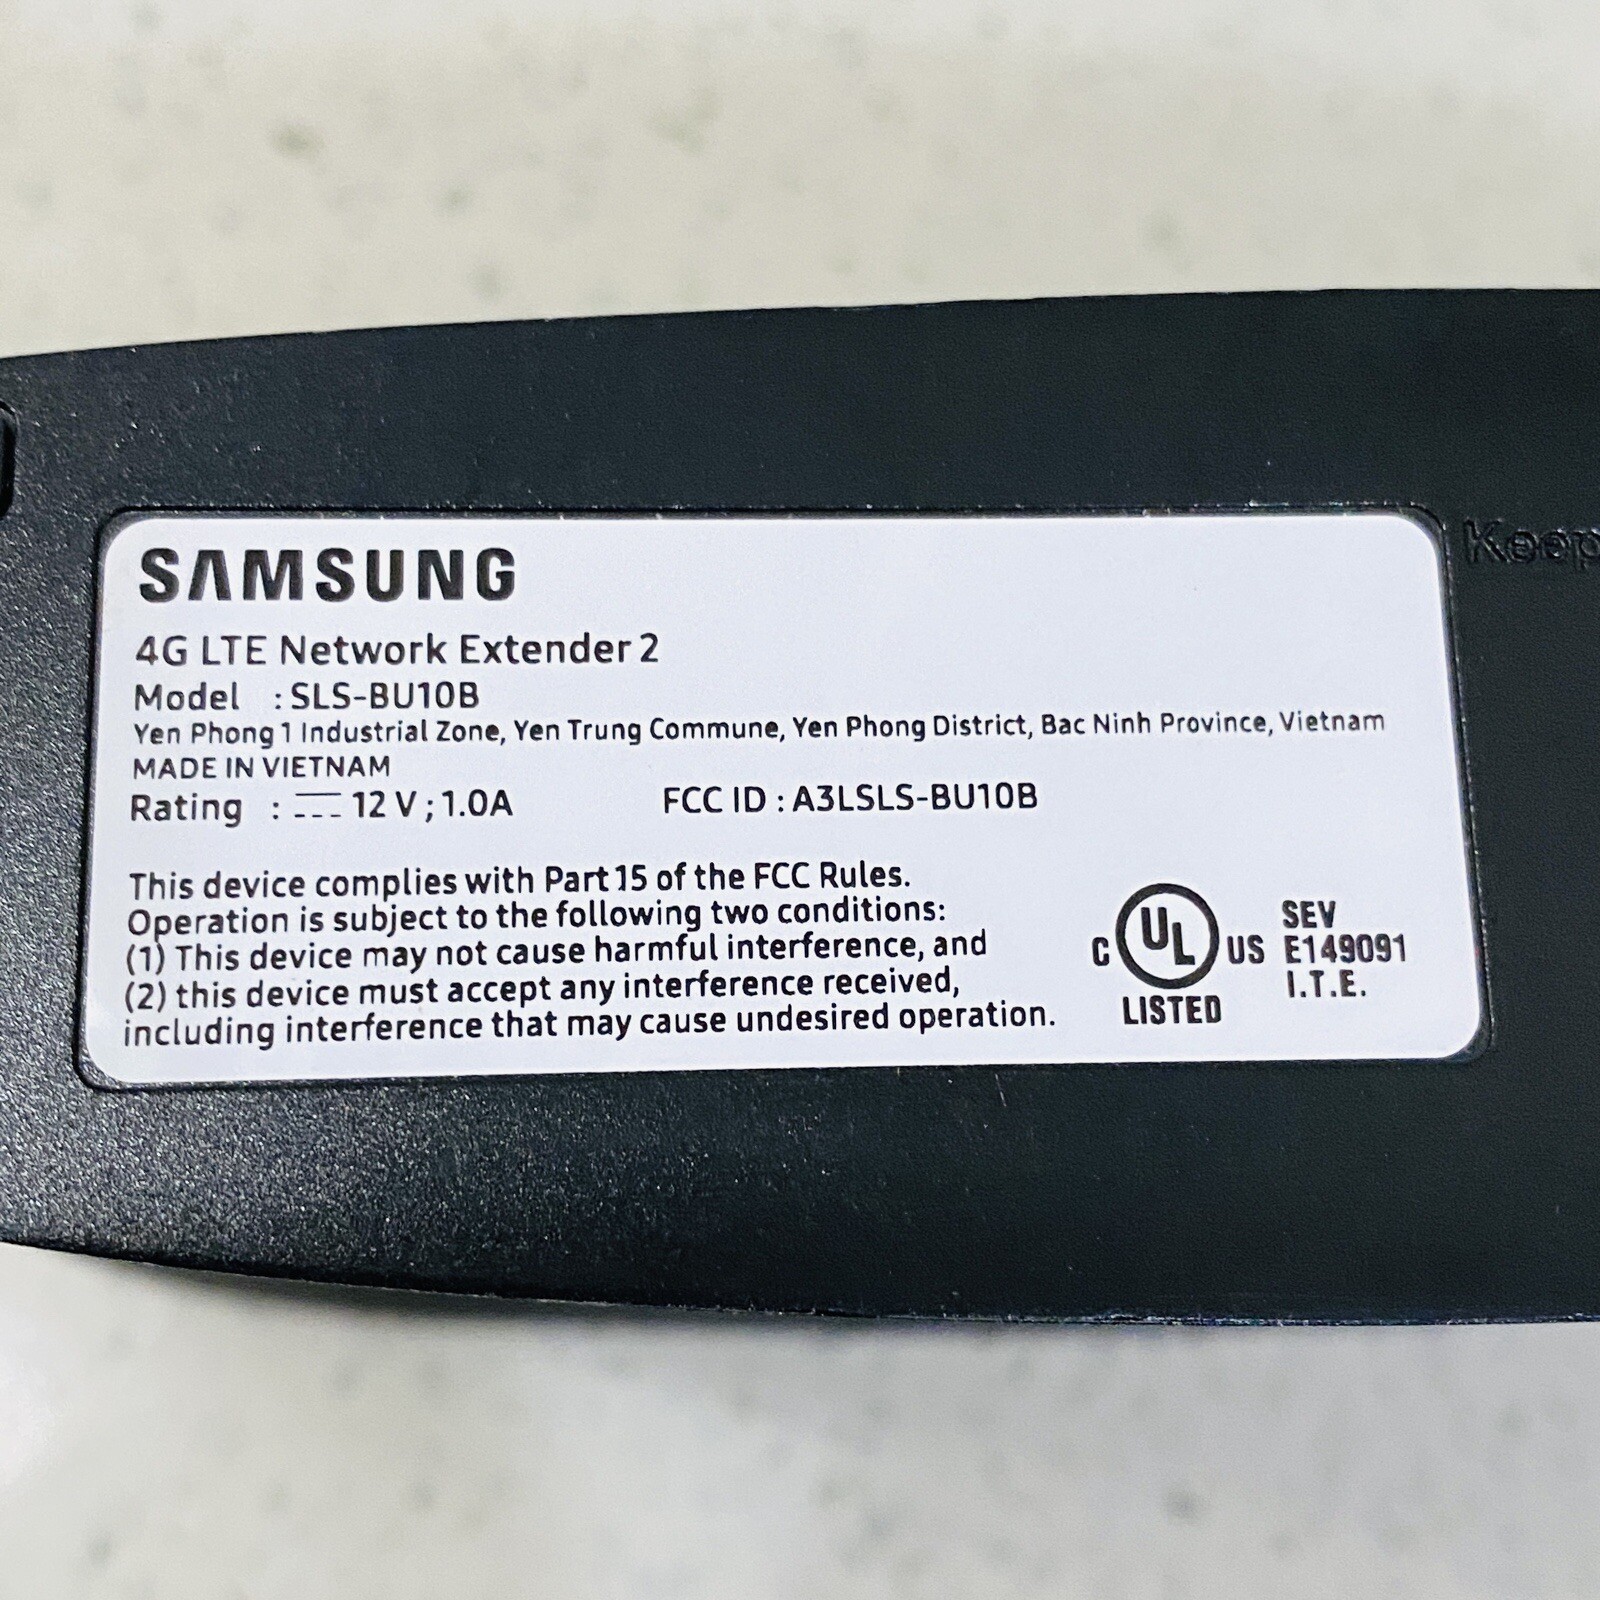 SAMSUNG
4G LTE Network Extender 2
Model : SLS-BU10B
Yen Phong 1 Industrial Zone, Yen Trung Commune, Yen Phong District, Bac Ninh Province, Vietnam
MADE IN VIETNAM
Rating : ⎓ 12 V ; 1.0A FCC ID : A3LSLS-BU10B
This device complies with Part 15 of the FCC Rules.
Operation is subject to the following two conditions:
(1) This device may not cause harmful interference, and
(2) this device must accept any interference received,
including interference that may cause undesired operation.
C UL US
LISTED
SEV
E149091
I.T.E.
Keep